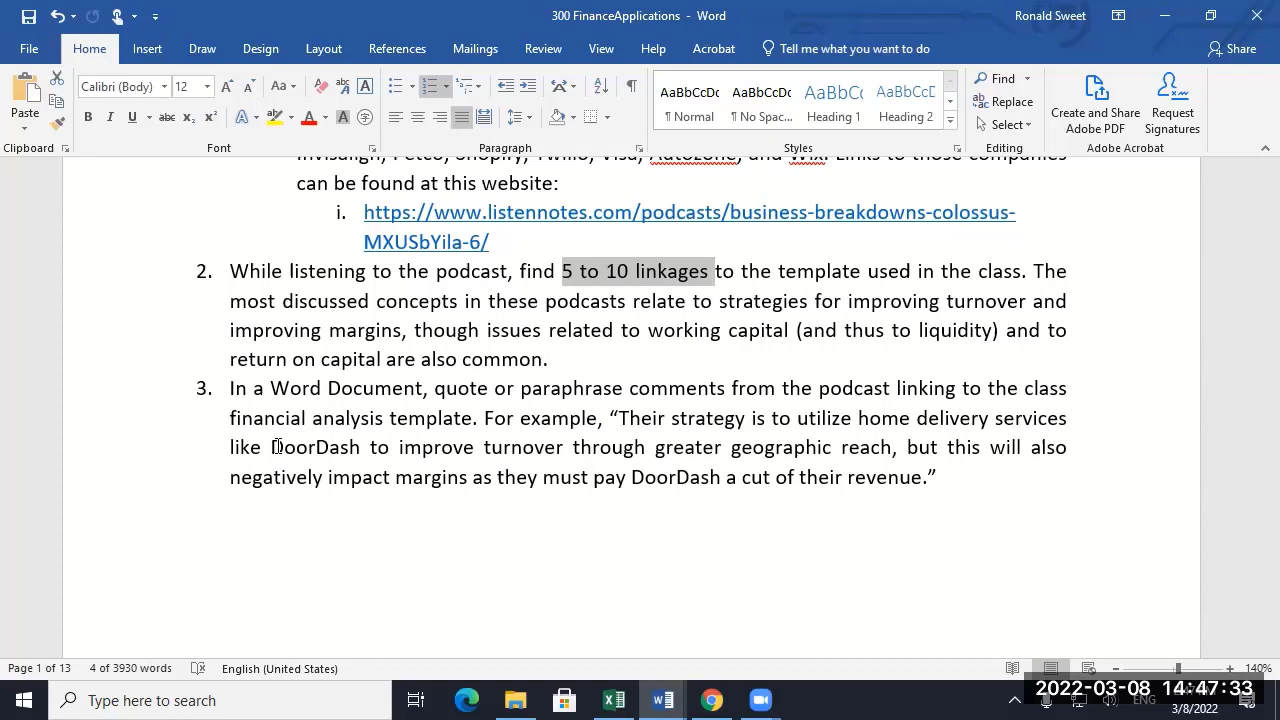 300 FinanceApplications - Word
Ronald Sweet
File Home Insert Draw Design Layout References Mailings Review View Help Acrobat Tell me what you want to do Share
Paste
Calibri (Body) 12
Aa
Find
Replace
Select
AaBbCcDc AaBbCcDc AaBbCc AaBbCcE
¶ Normal ¶ No Spac... Heading 1 Heading 2
Create and Share Adobe PDF
Request Signatures
Clipboard Font Paragraph Styles Editing Adobe Acrobat
Invisalign, Petco, Shopify, Twilio, Visa, Autozone, and Wix. Links to those companies
can be found at this website:
i. https://www.listennotes.com/podcasts/business-breakdowns-colossus-
MXUSbYila-6/
2. While listening to the podcast, find 5 to 10 linkages to the template used in the class. The
most discussed concepts in these podcasts relate to strategies for improving turnover and
improving margins, though issues related to working capital (and thus to liquidity) and to
return on capital are also common.
3. In a Word Document, quote or paraphrase comments from the podcast linking to the class
financial analysis template. For example, “Their strategy is to utilize home delivery services
like DoorDash to improve turnover through greater geographic reach, but this will also
negatively impact margins as they must pay DoorDash a cut of their revenue.”
Page 1 of 13 4 of 3930 words English (United States) 140%
Type here to search
ENG
2022-03-08 14:47:33
3/8/2022